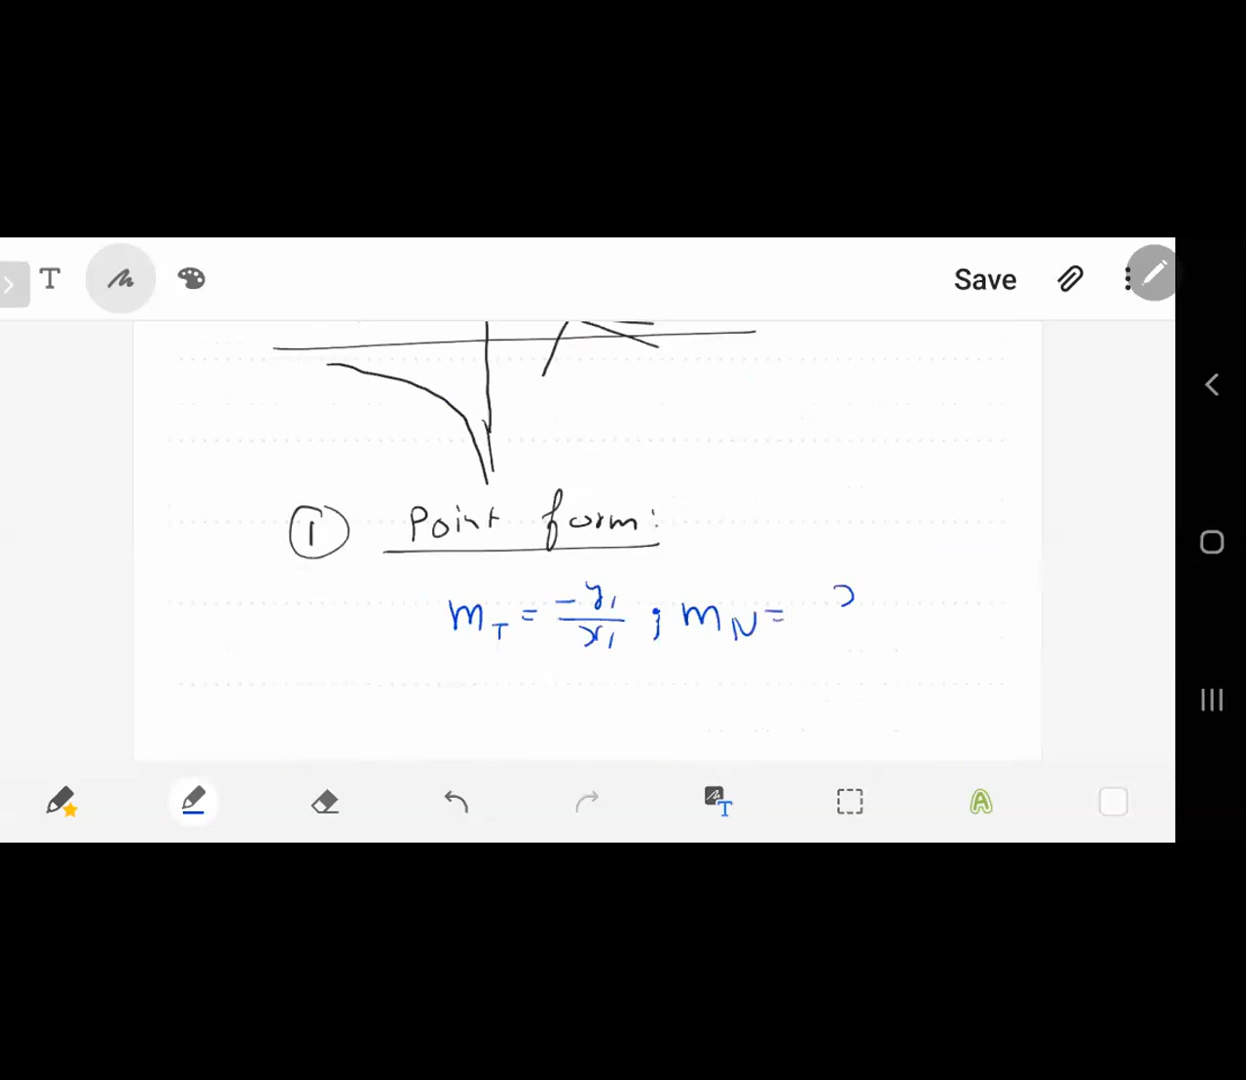 T
Save
① Point form:
m_T = -y₁/x₁ ; m_N =
T
A